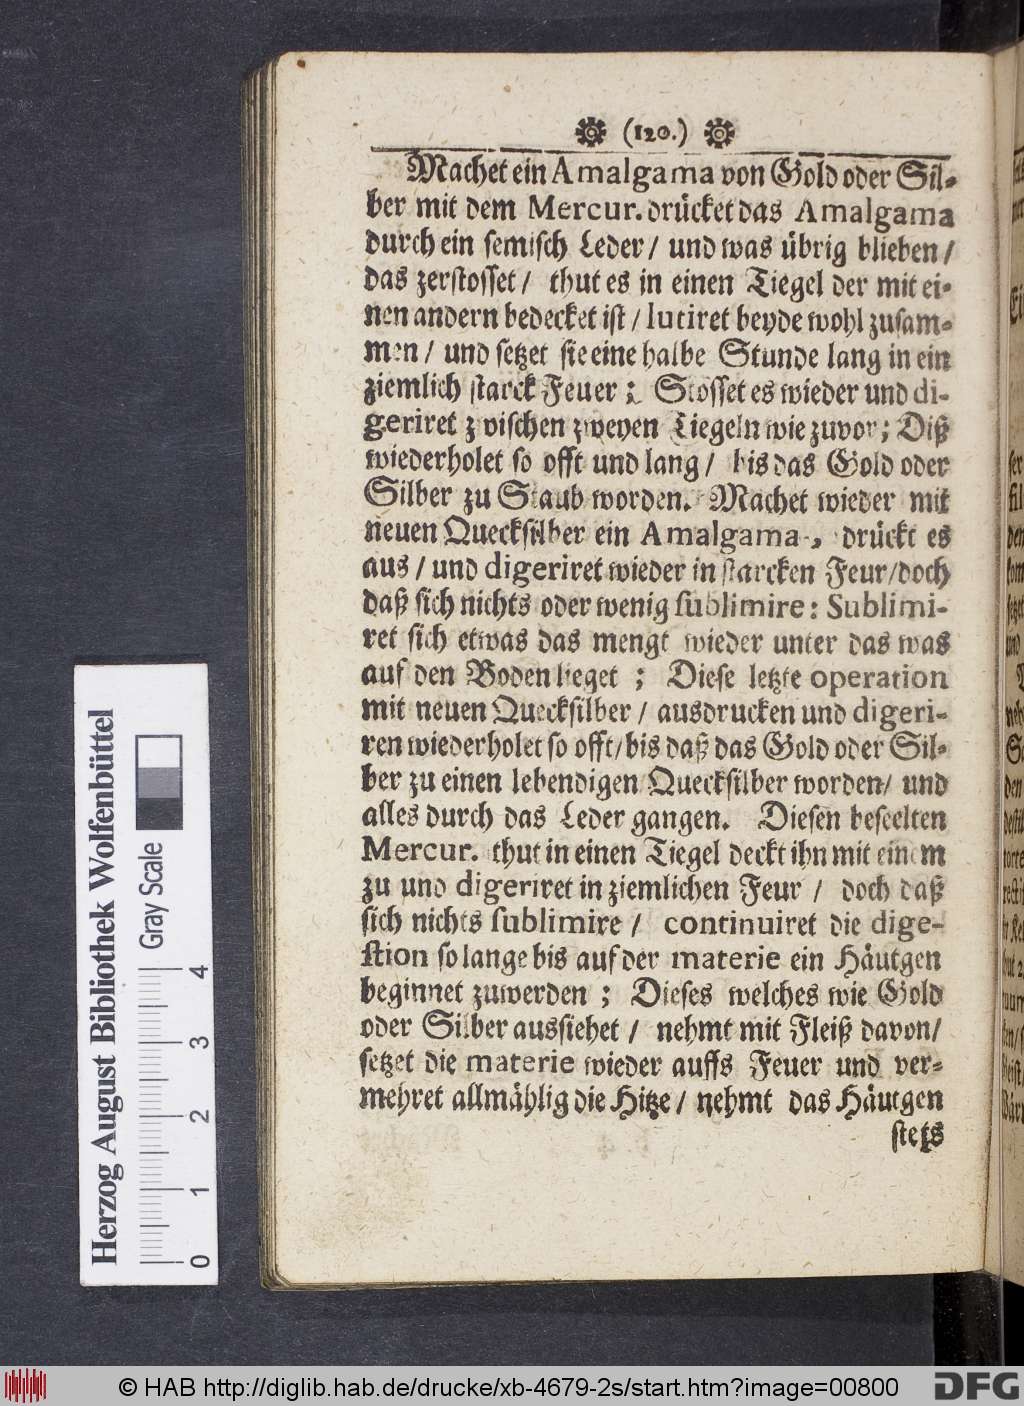 (120.)
Machet ein Amalgama von Gold oder Sil-
ber mit dem Mercur. drücket das Amalgama
durch ein semisch Leder / und was übrig blieben /
das zerstosset / thut es in einen Tiegel der mit ei-
nen andern bedecket ist / lutiret beyde wohl zusam-
men / und setzet sie eine halbe Stunde lang in ein
ziemlich starck Feuer ; Stosset es wieder und di-
geriret zwischen zweyen Tiegeln wie zuvor; Diß
wiederholet so offt und lang / bis das Gold oder
Silber zu Staub worden. Machet wieder mit
neuen Quecksilber ein Amalgama, drückt es
aus / und digeriret wieder in starcken Feur/doch
daß sich nichts oder wenig sublimire: Sublimi-
ret sich etwas das mengt wieder unter das was
auf den Boden lieget ; Diese letzte operation
mit neuen Quecksilber / ausdrucken und digeri-
ren wiederholet so offt/bis daß das Gold oder Sil-
ber zu einen lebendigen Quecksilber worden/ und
alles durch das Leder gangen. Diesen beseelten
Mercur. thut in einen Tiegel deckt ihn mit einem
zu und digeriret in ziemlichen Feur / doch daß
sich nichts sublimire / continuiret die dige-
stion so lange bis auf der materie ein Häutgen
beginnet zuwerden ; Dieses welches wie Gold
oder Silber aussiehet / nehmt mit Fleiß davon/
setzet die materie wieder auffs Feuer und ver-
mehret allmählig die Hitze / nehmt das Häutgen
stets
Herzog August Bibliothek Wolfenbüttel
Gray Scale
0 1 2 3 4
© HAB http://diglib.hab.de/drucke/xb-4679-2s/start.htm?image=00800
DFG